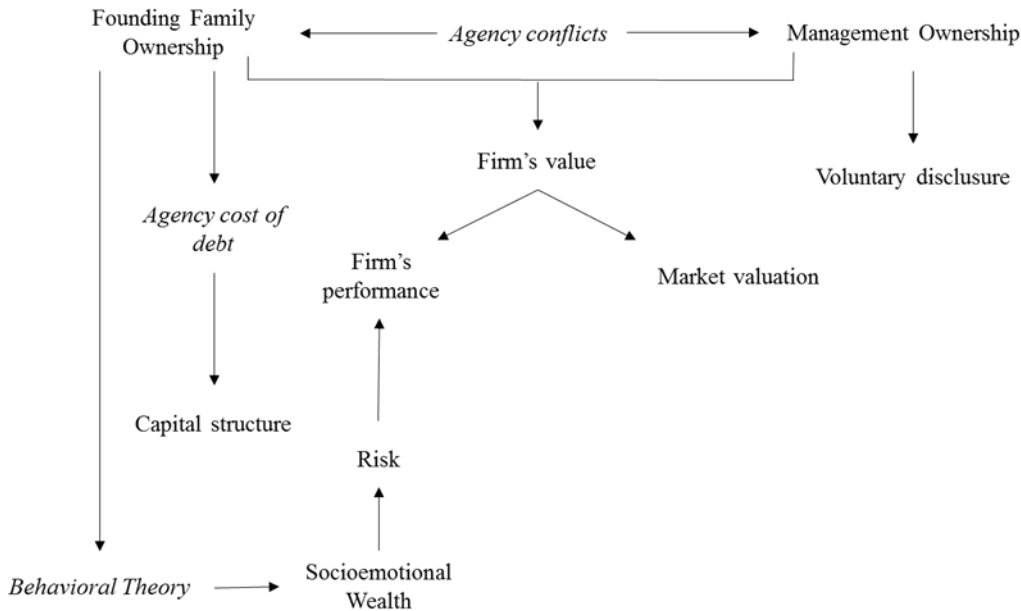 Founding Family
Ownership
Agency conflicts
Management Ownership
Firm's value
Voluntary disclusure
Agency cost of
debt
Firm's
performance
Market valuation
Capital structure
Risk
Behavioral Theory
Socioemotional
Wealth